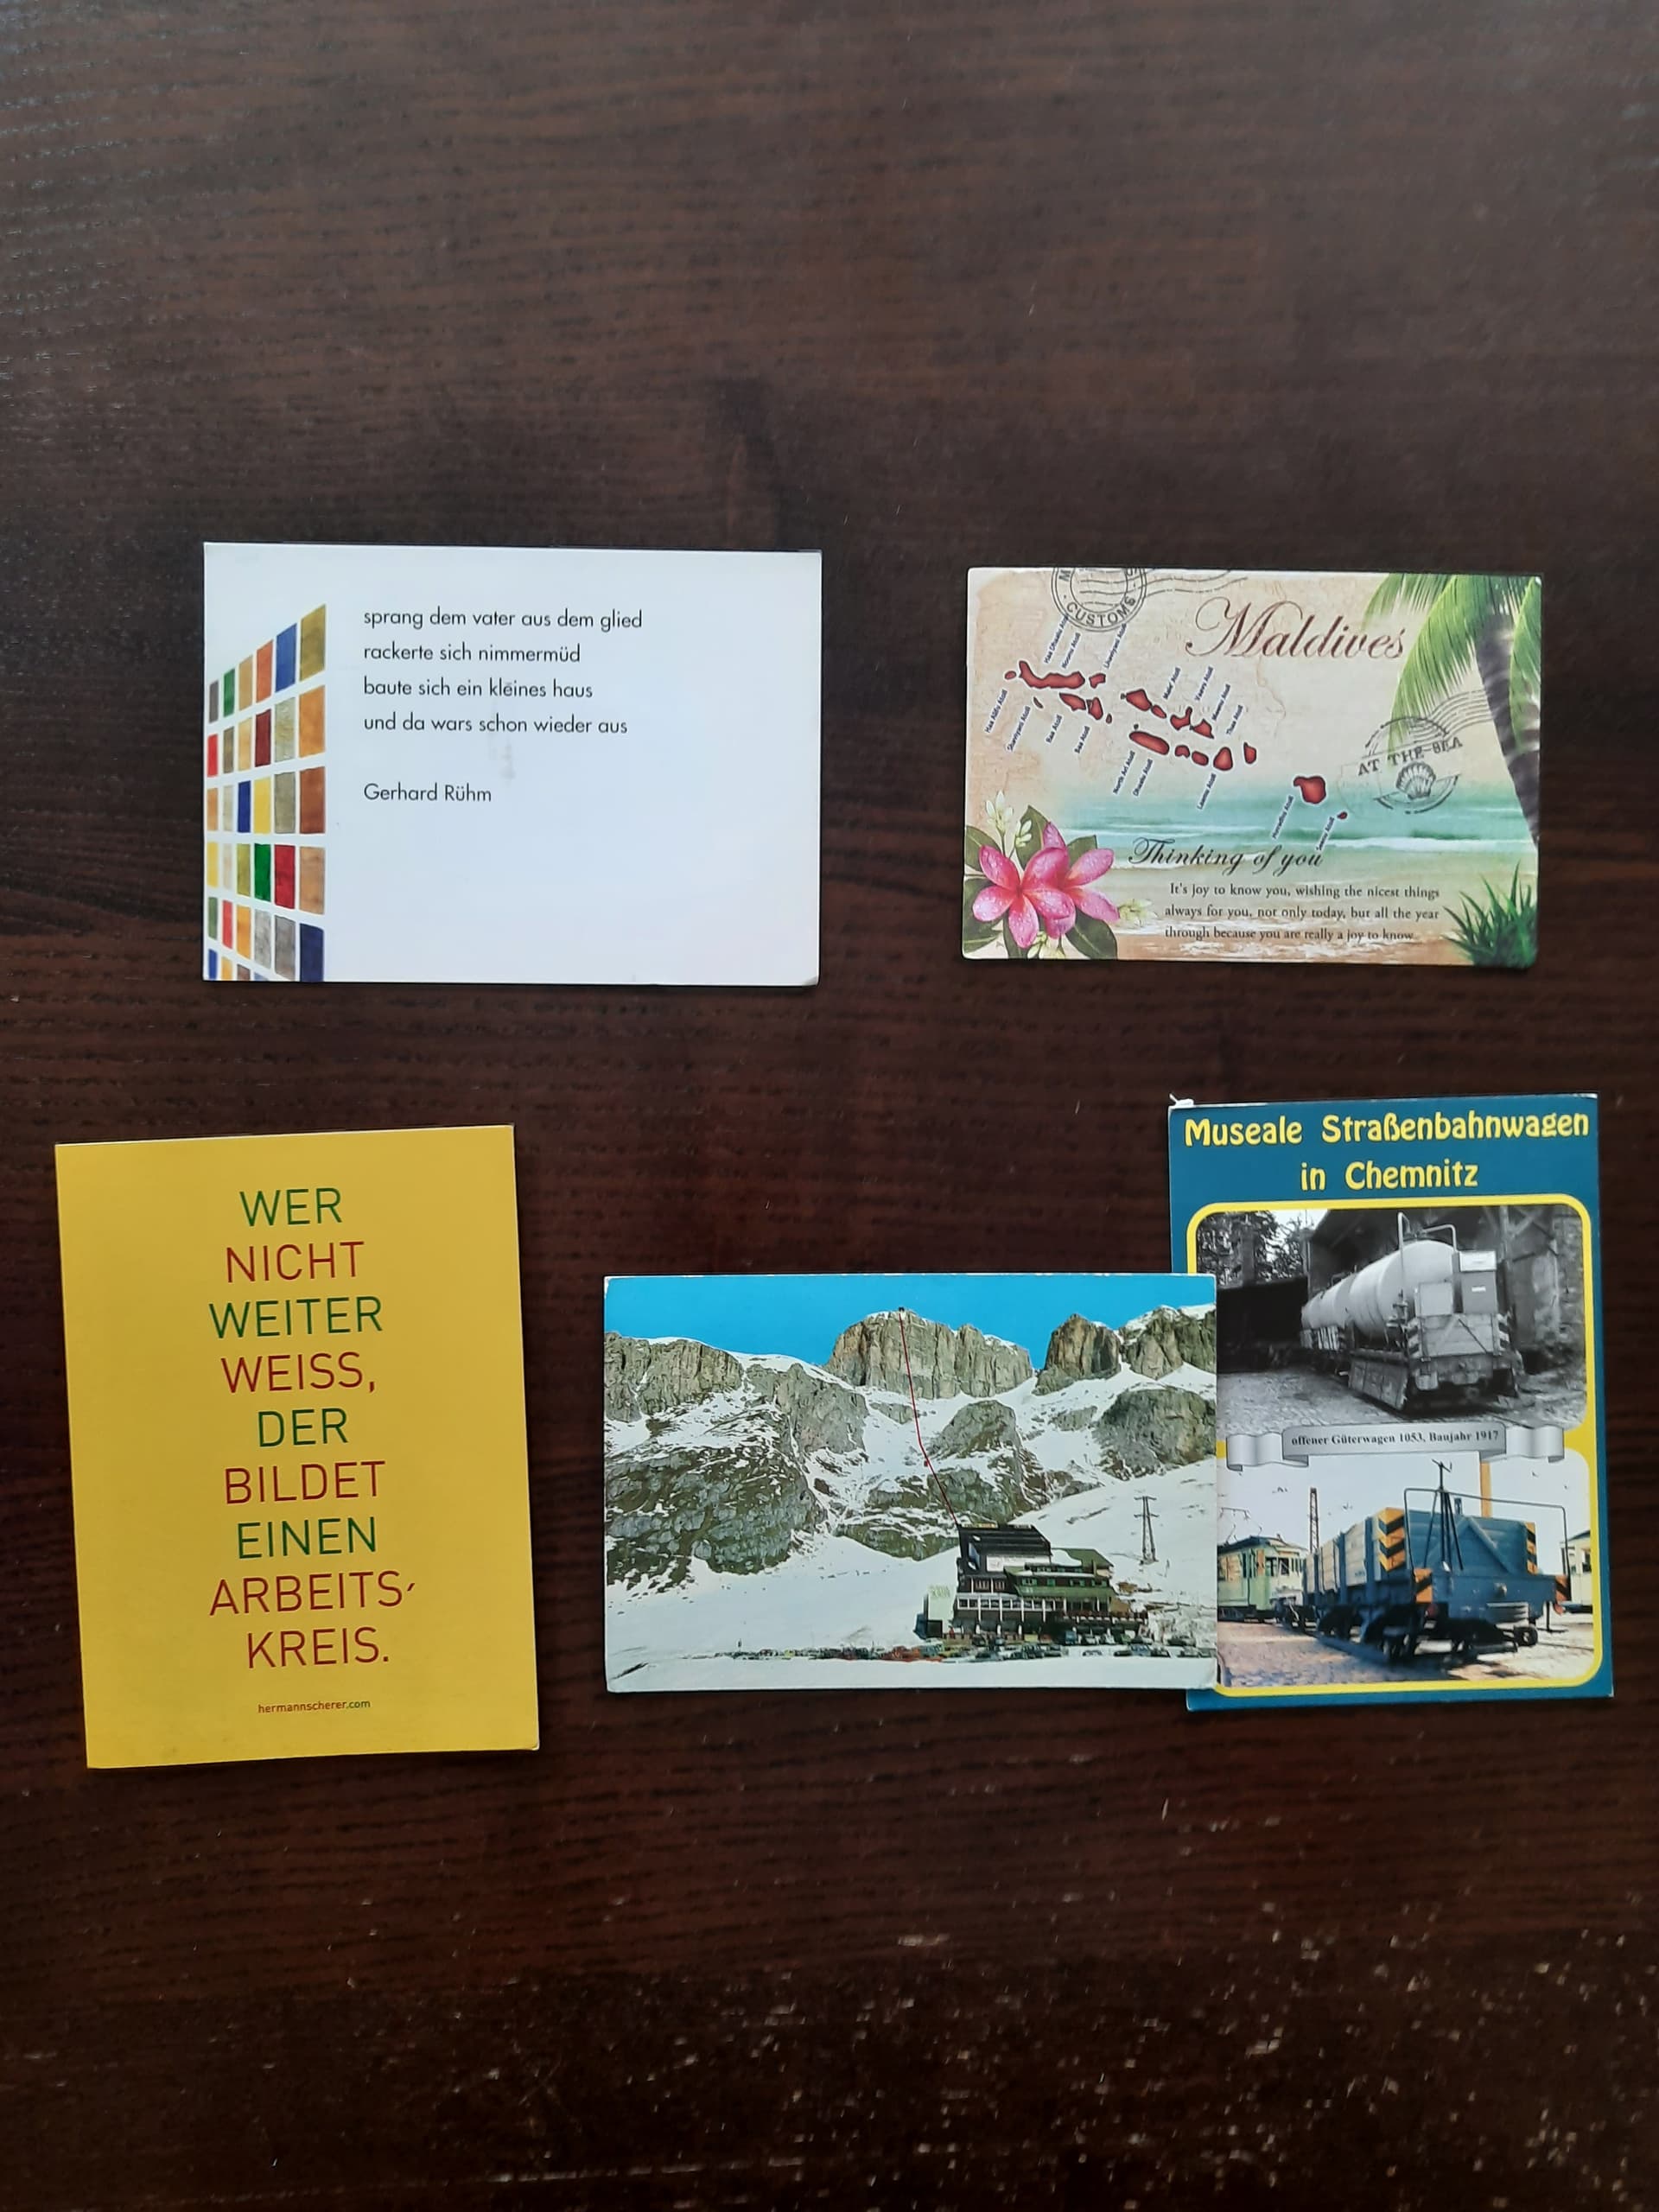 sprang dem vater aus dem glied
rackerte sich nimmermüd
baute sich ein kleines haus
und da wars schon wieder aus
Gerhard Rühm
CUSTOMS
Maldives
AT THE SEA
Thinking of you
It's joy to know you, wishing the nicest things
always for you, not only today, but all the year
through because you are really a joy to know
WER
NICHT
WEITER
WEISS,
DER
BILDET
EINEN
ARBEITS-
KREIS.
hermannscherer.com
Museale Straßenbahnwagen
in Chemnitz
offener Güterwagen 1053, Baujahr 1917